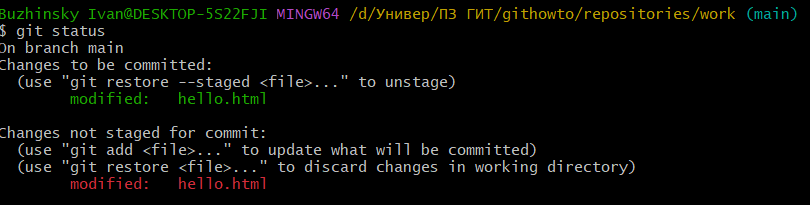 Buzhinsky Ivan@DESKTOP-5S22FJI MINGW64 /d/Универ/ПЗ ГИТ/githowto/repositories/work (main)
$ git status
On branch main
Changes to be committed:
  (use "git restore --staged <file>..." to unstage)
        modified:   hello.html

Changes not staged for commit:
  (use "git add <file>..." to update what will be committed)
  (use "git restore <file>..." to discard changes in working directory)
        modified:   hello.html